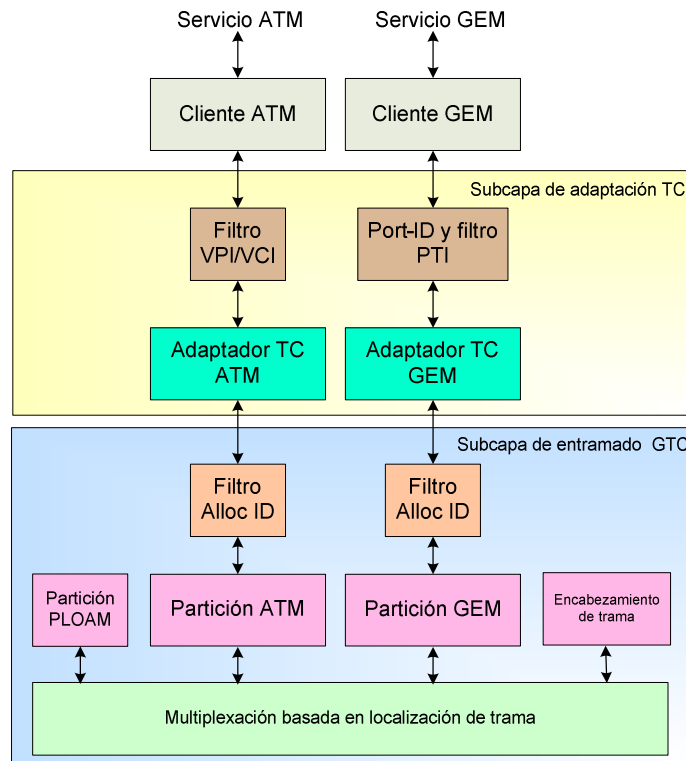 Servicio ATM
Servicio GEM
Cliente ATM
Cliente GEM
Subcapa de adaptación TC
Filtro
VPI/VCI
Port-ID y filtro
PTI
Adaptador TC
ATM
Adaptador TC
GEM
Subcapa de entramado GTC
Filtro
Alloc ID
Filtro
Alloc ID
Partición
PLOAM
Partición ATM
Partición GEM
Encabezamiento
de trama
Multiplexación basada en localización de trama